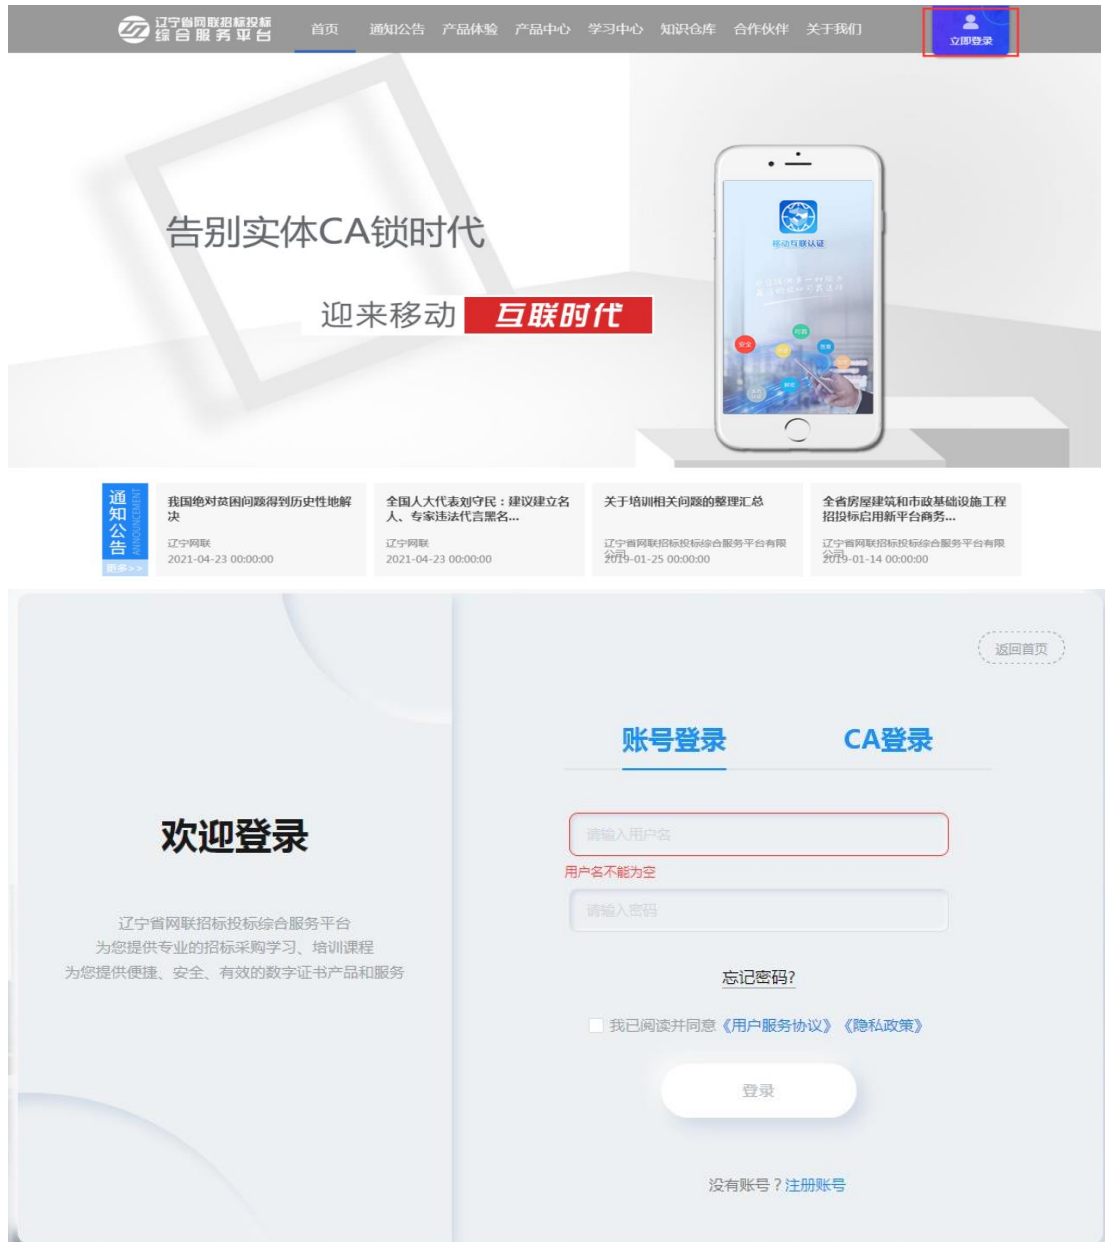 辽宁省网联招标投标
综合服务平台
首页 通知公告 产品体验 产品中心 学习中心 知识仓库 合作伙伴 关于我们
立即登录
告别实体CA锁时代
迎来移动 互联时代
移动互联认证
安全
通知公告
ANNOUNCEMENT
更多>>
我国绝对贫困问题得到历史性地解
决
辽宁网联
2021-04-23 00:00:00
全国人大代表刘守民：建议建立名
人、专家违法代言黑名...
辽宁网联
2021-04-23 00:00:00
关于培训相关问题的整理汇总
辽宁省网联招标投标综合服务平台有限
公司
2019-01-25 00:00:00
全省房屋建筑和市政基础设施工程
招投标启用新平台商务...
辽宁省网联招标投标综合服务平台有限
公司
2019-01-14 00:00:00
返回首页
账号登录 CA登录
欢迎登录
辽宁省网联招标投标综合服务平台
为您提供专业的招标采购学习、培训课程
为您提供便捷、安全、有效的数字证书产品和服务
请输入用户名
用户名不能为空
请输入密码
忘记密码?
我已阅读并同意《用户服务协议》《隐私政策》
登录
没有账号？注册账号